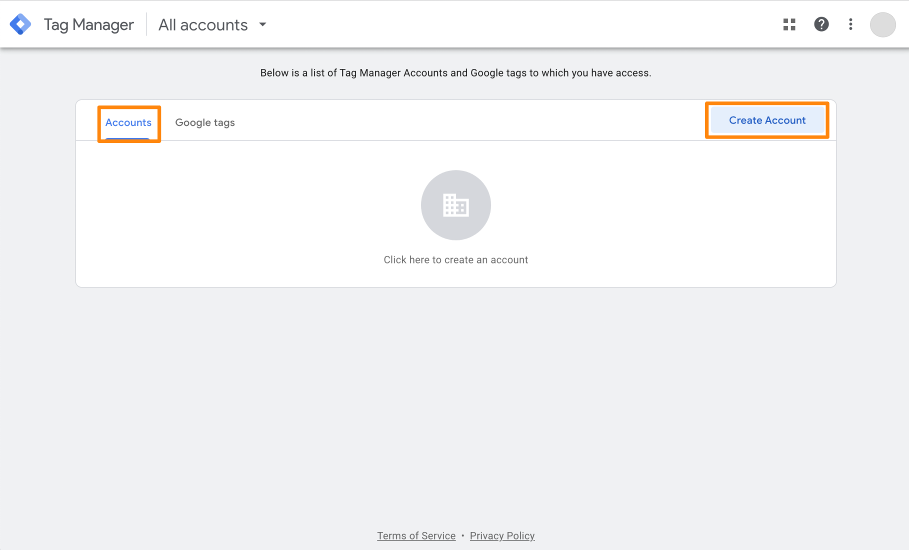 Tag Manager All accounts
Below is a list of Tag Manager Accounts and Google tags to which you have access.
Accounts Google tags Create Account
Click here to create an account
Terms of Service • Privacy Policy